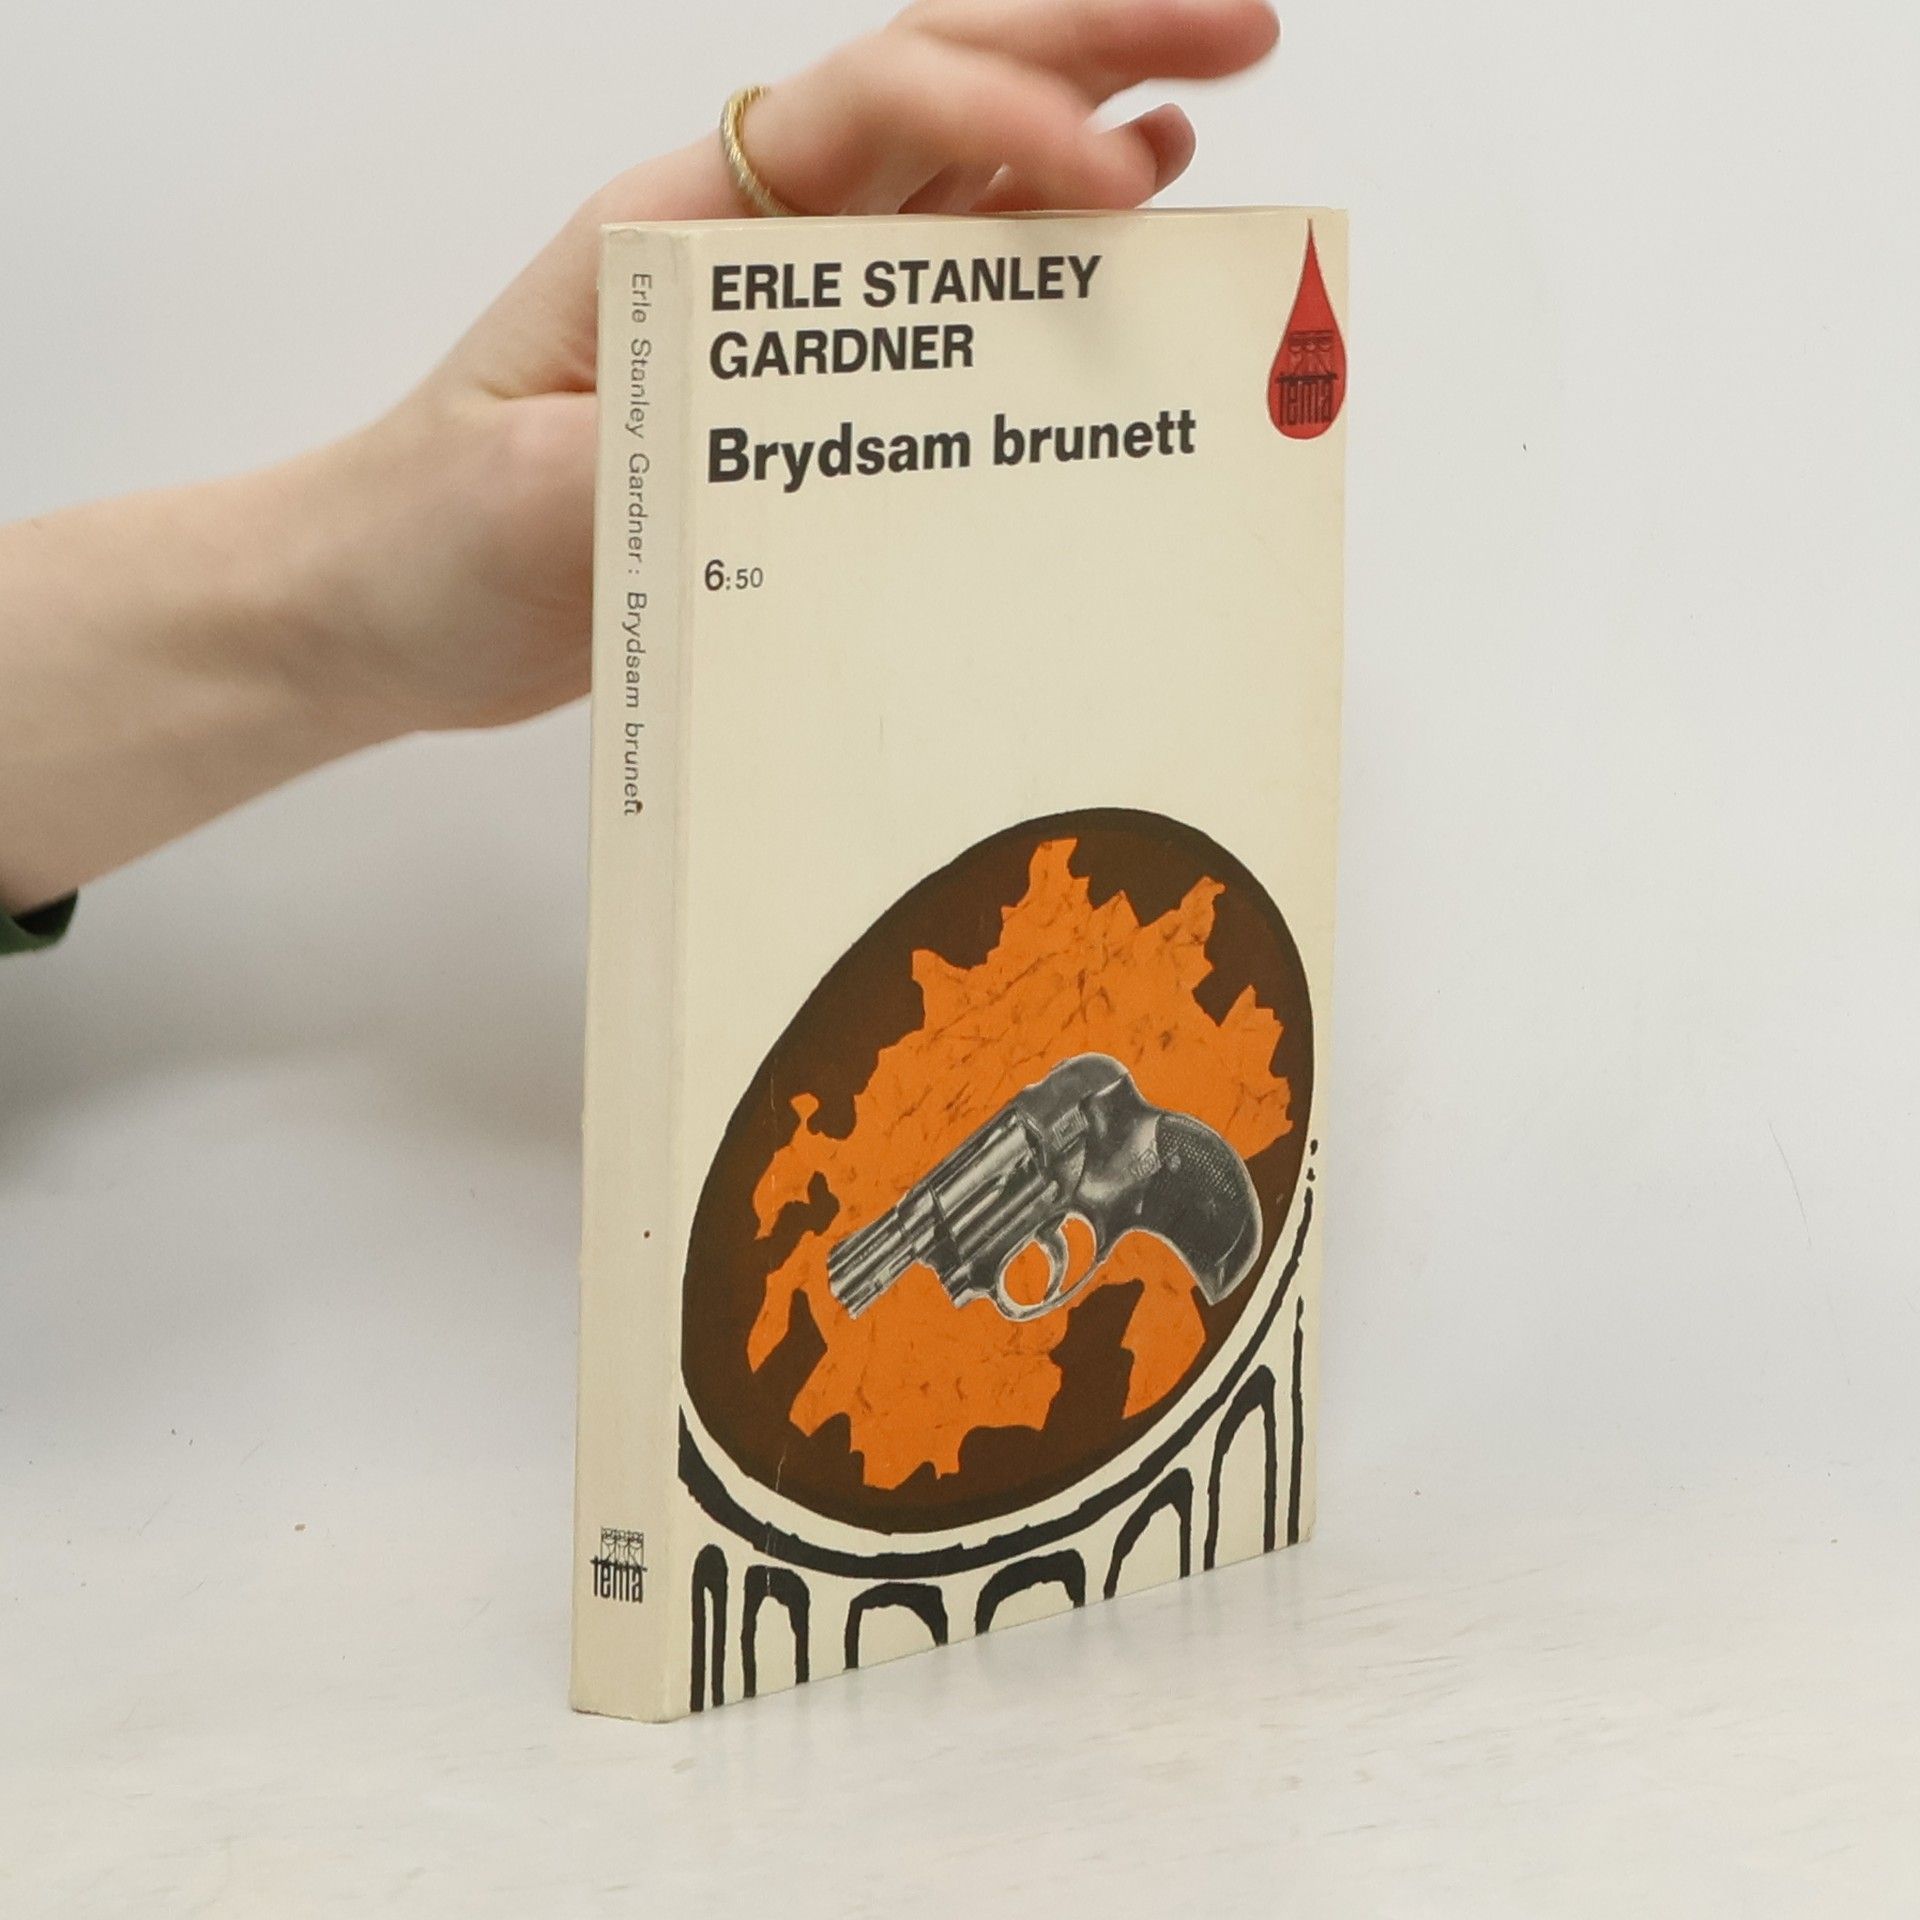 ERLE STANLEY
GARDNER
Brydsam brunett
6:50
tema
Erle Stanley Gardner: Brydsam brunett
tema